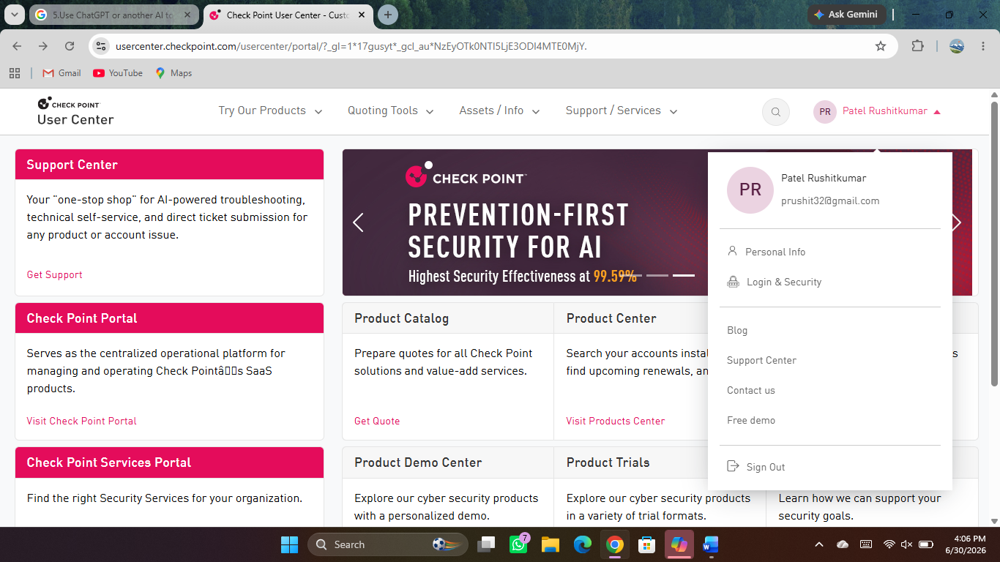 5.Use ChatGPT or another AI to
Check Point User Center - Custo
Ask Gemini
usercenter.checkpoint.com/usercenter/portal/?_gl=1*17gusyt*_gcl_au*NzEyOTk0NTI5LjE3ODI4MTE0MjY.
Gmail
YouTube
Maps
CHECK POINT
User Center
Try Our Products
Quoting Tools
Assets / Info
Support / Services
PR
Patel Rushitkumar
Support Center
Your ¨one-stop shop¨ for AI-powered troubleshooting,
technical self-service, and direct ticket submission for
any product or account issue.
Get Support
CHECK POINT™
PREVENTION-FIRST
SECURITY FOR AI
Highest Security Effectiveness at 99.59%
PR
Patel Rushitkumar
prushit32@gmail.com
Personal Info
Login & Security
Blog
Support Center
Contact us
Free demo
Sign Out
Check Point Portal
Serves as the centralized operational platform for
managing and operating Check Pointâ▯▯s SaaS
products.
Visit Check Point Portal
Product Catalog
Prepare quotes for all Check Point
solutions and value-add services.
Get Quote
Product Center
Search your accounts instal
find upcoming renewals, an
Visit Products Center
s
Check Point Services Portal
Find the right Security Services for your organization.
Product Demo Center
Explore our cyber security products
with a personalized demo.
Product Trials
Explore our cyber security products
in a variety of trial formats.
Learn how we can support your
security goals.
Search
7
4:06 PM
6/30/2026